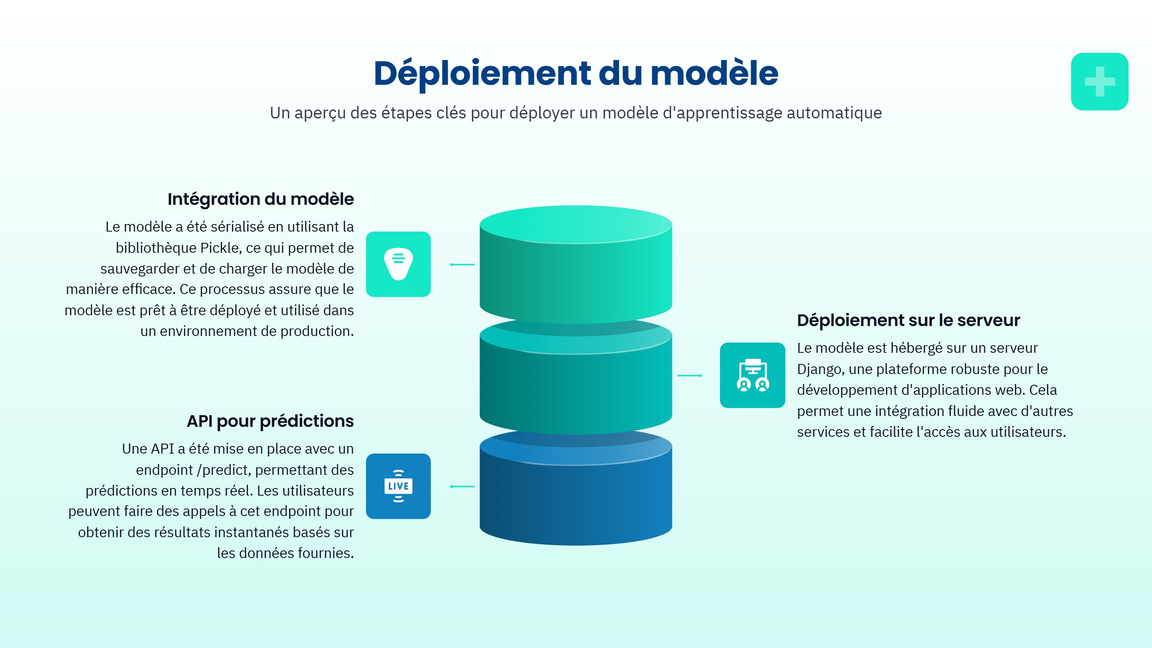 Déploiement du modèle
Un aperçu des étapes clés pour déployer un modèle d'apprentissage automatique
Intégration du modèle
Le modèle a été sérialisé en utilisant la
bibliothèque Pickle, ce qui permet de
sauvegarder et de charger le modèle de
manière efficace. Ce processus assure que le
modèle est prêt à être déployé et utilisé dans
un environnement de production.
Déploiement sur le serveur
Le modèle est hébergé sur un serveur
Django, une plateforme robuste pour le
développement d'applications web. Cela
permet une intégration fluide avec d'autres
services et facilite l'accès aux utilisateurs.
API pour prédictions
Une API a été mise en place avec un
endpoint /predict, permettant des
prédictions en temps réel. Les utilisateurs
peuvent faire des appels à cet endpoint pour
obtenir des résultats instantanés basés sur
les données fournies.
LIVE